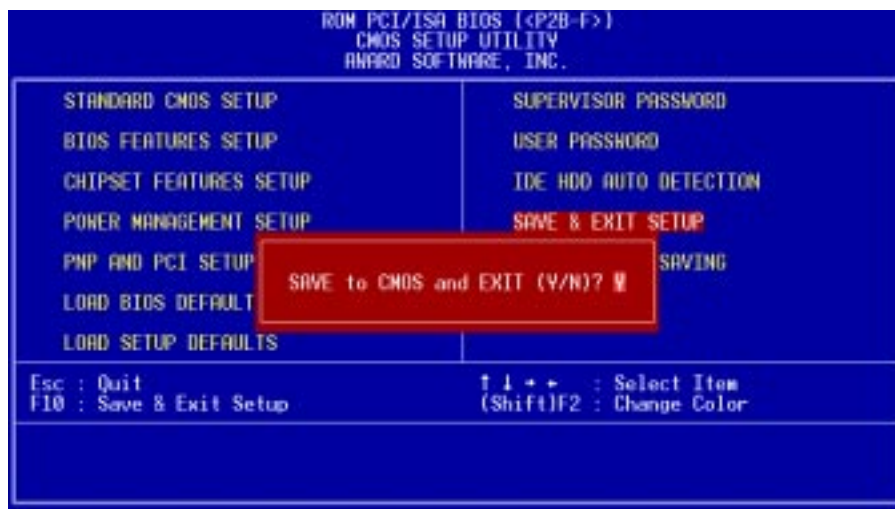 ROM PCI/ISA BIOS (<P2B-F>)
CMOS SETUP UTILITY
AWARD SOFTWARE, INC.
STANDARD CMOS SETUP
BIOS FEATURES SETUP
CHIPSET FEATURES SETUP
POWER MANAGEMENT SETUP
PNP AND PCI SETUP
LOAD BIOS DEFAULT
LOAD SETUP DEFAULTS
SUPERVISOR PASSWORD
USER PASSWORD
IDE HDD AUTO DETECTION
SAVE & EXIT SETUP
SAVING
SAVE to CMOS and EXIT (Y/N)? Y
Esc : Quit
F10 : Save & Exit Setup
↑ ↓ → ← : Select Item
(Shift)F2 : Change Color